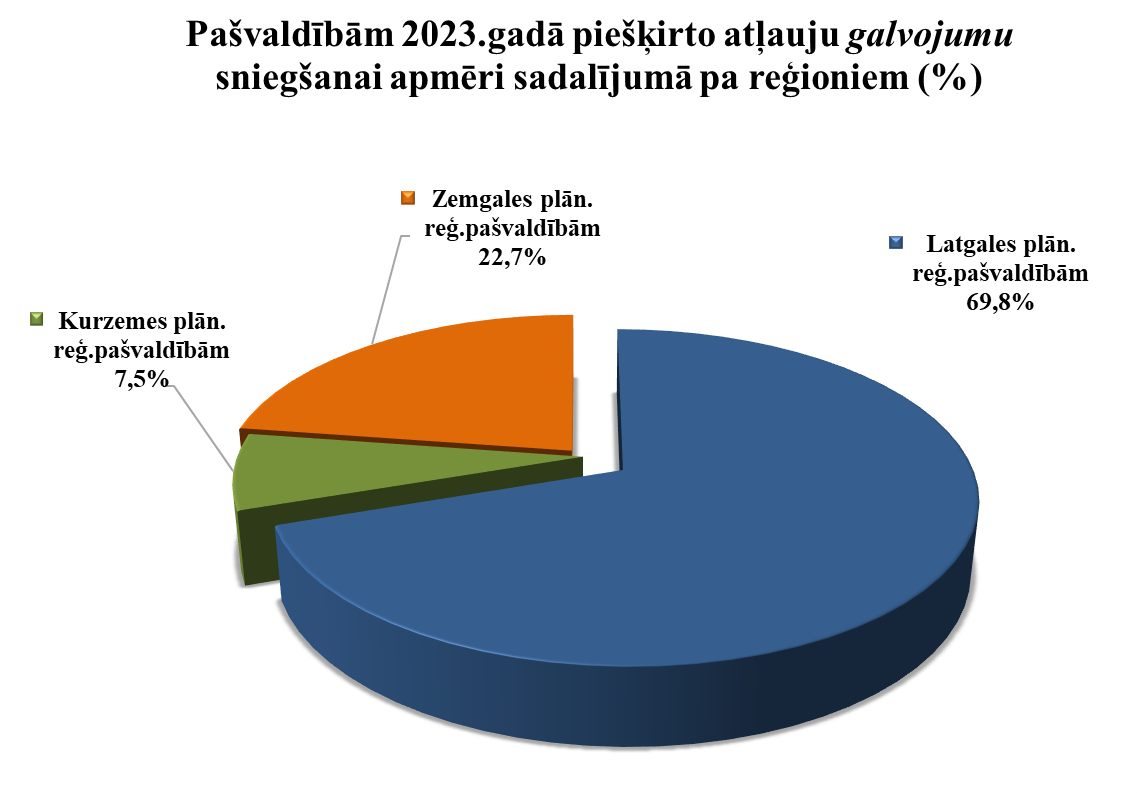 Pašvaldībām 2023.gadā piešķirto atļauju galvojumu
sniegšanai apmēri sadalījumā pa reģioniem (%)
Zemgales plān.
reģ.pašvaldībām
22,7%
Latgales plān.
reģ.pašvaldībām
69,8%
Kurzemes plān.
reģ.pašvaldībām
7,5%